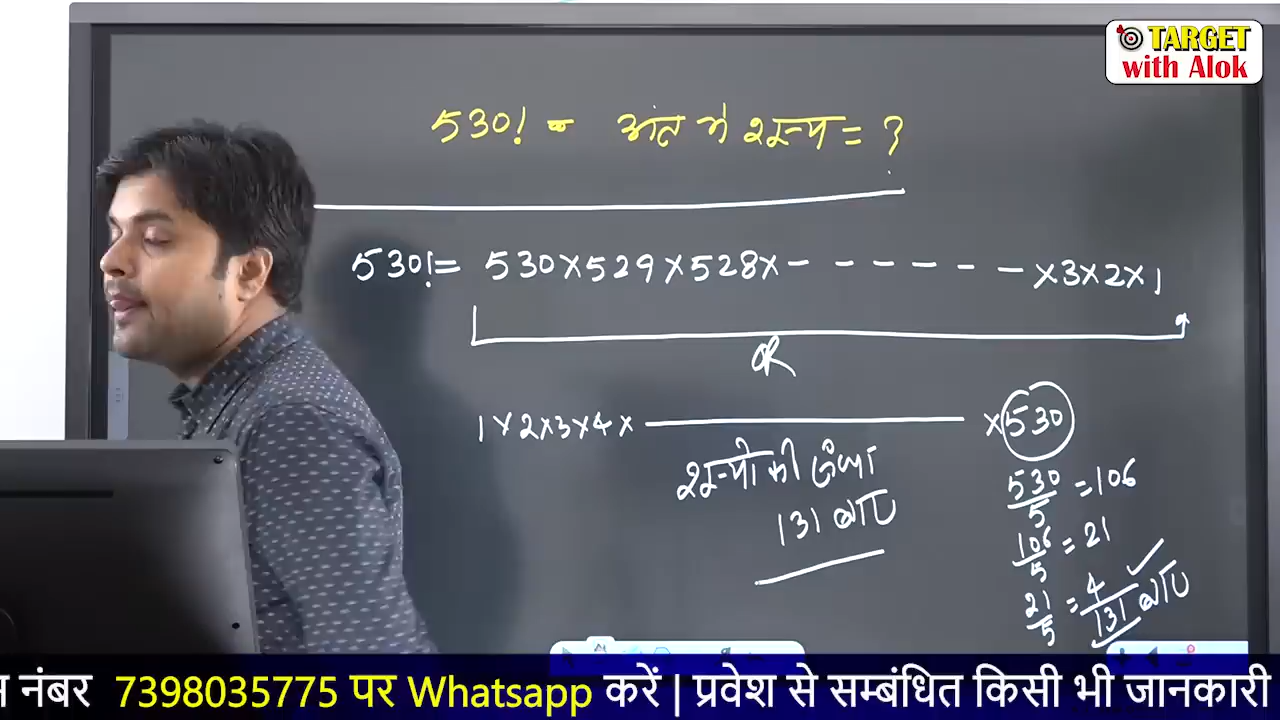 TARGET
with Alok
530! = अंत में शून्य = ?
530! = 530×529×528×- - - - - - -×3×2×1
OR
1×2×3×4× ———— ×530
शून्यों की संख्या
131 होगी
530/5 = 106
106/5 = 21
21/5 = 4
131 होगी
नंबर 7398035775 पर Whatsapp करें | प्रवेश से सम्बंधित किसी भी जानकारी